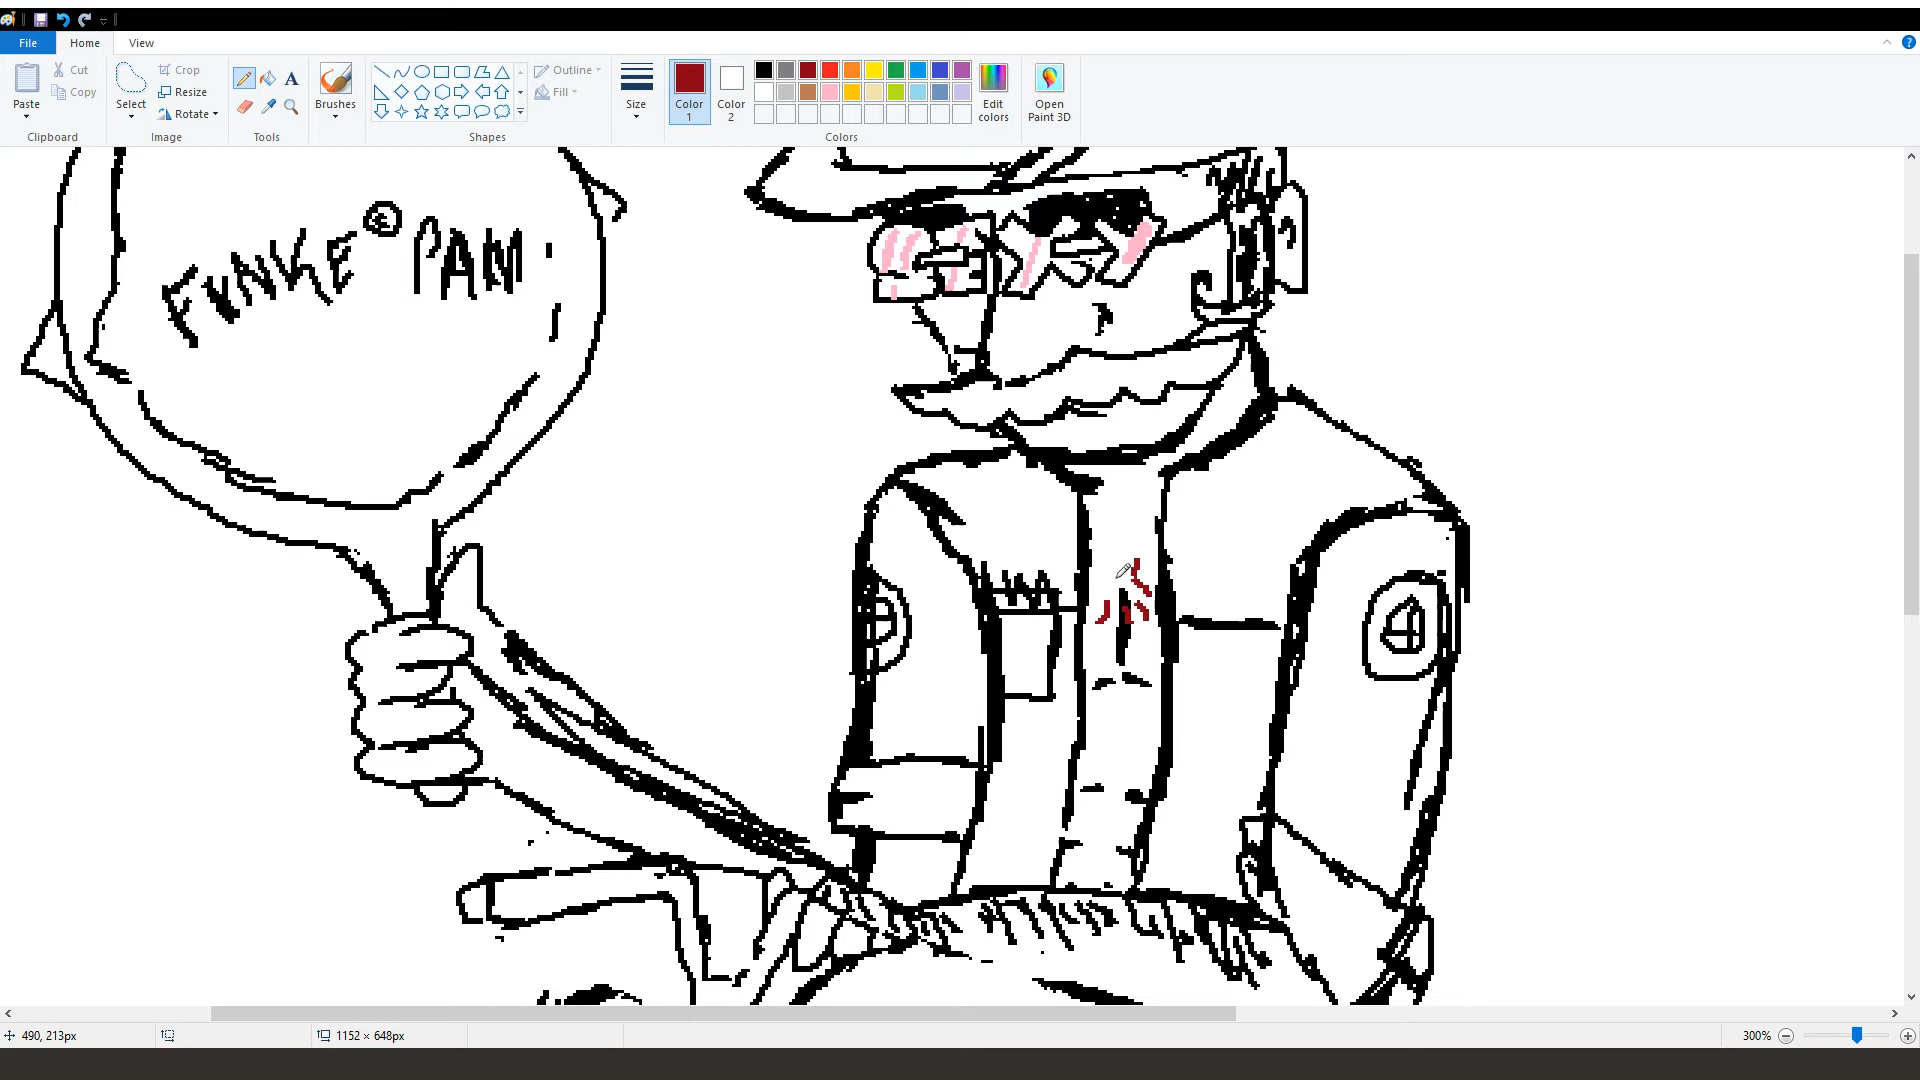 File
Home
View
Paste
Cut
Copy
Clipboard
Select
Crop
Resize
Rotate
Image
Tools
Brushes
Shapes
Outline
Fill
Size
Color
1
Color
2
Edit
colors
Colors
Open
Paint 3D
FUNKE © PAM
4
490, 213px
1152 × 648px
300%